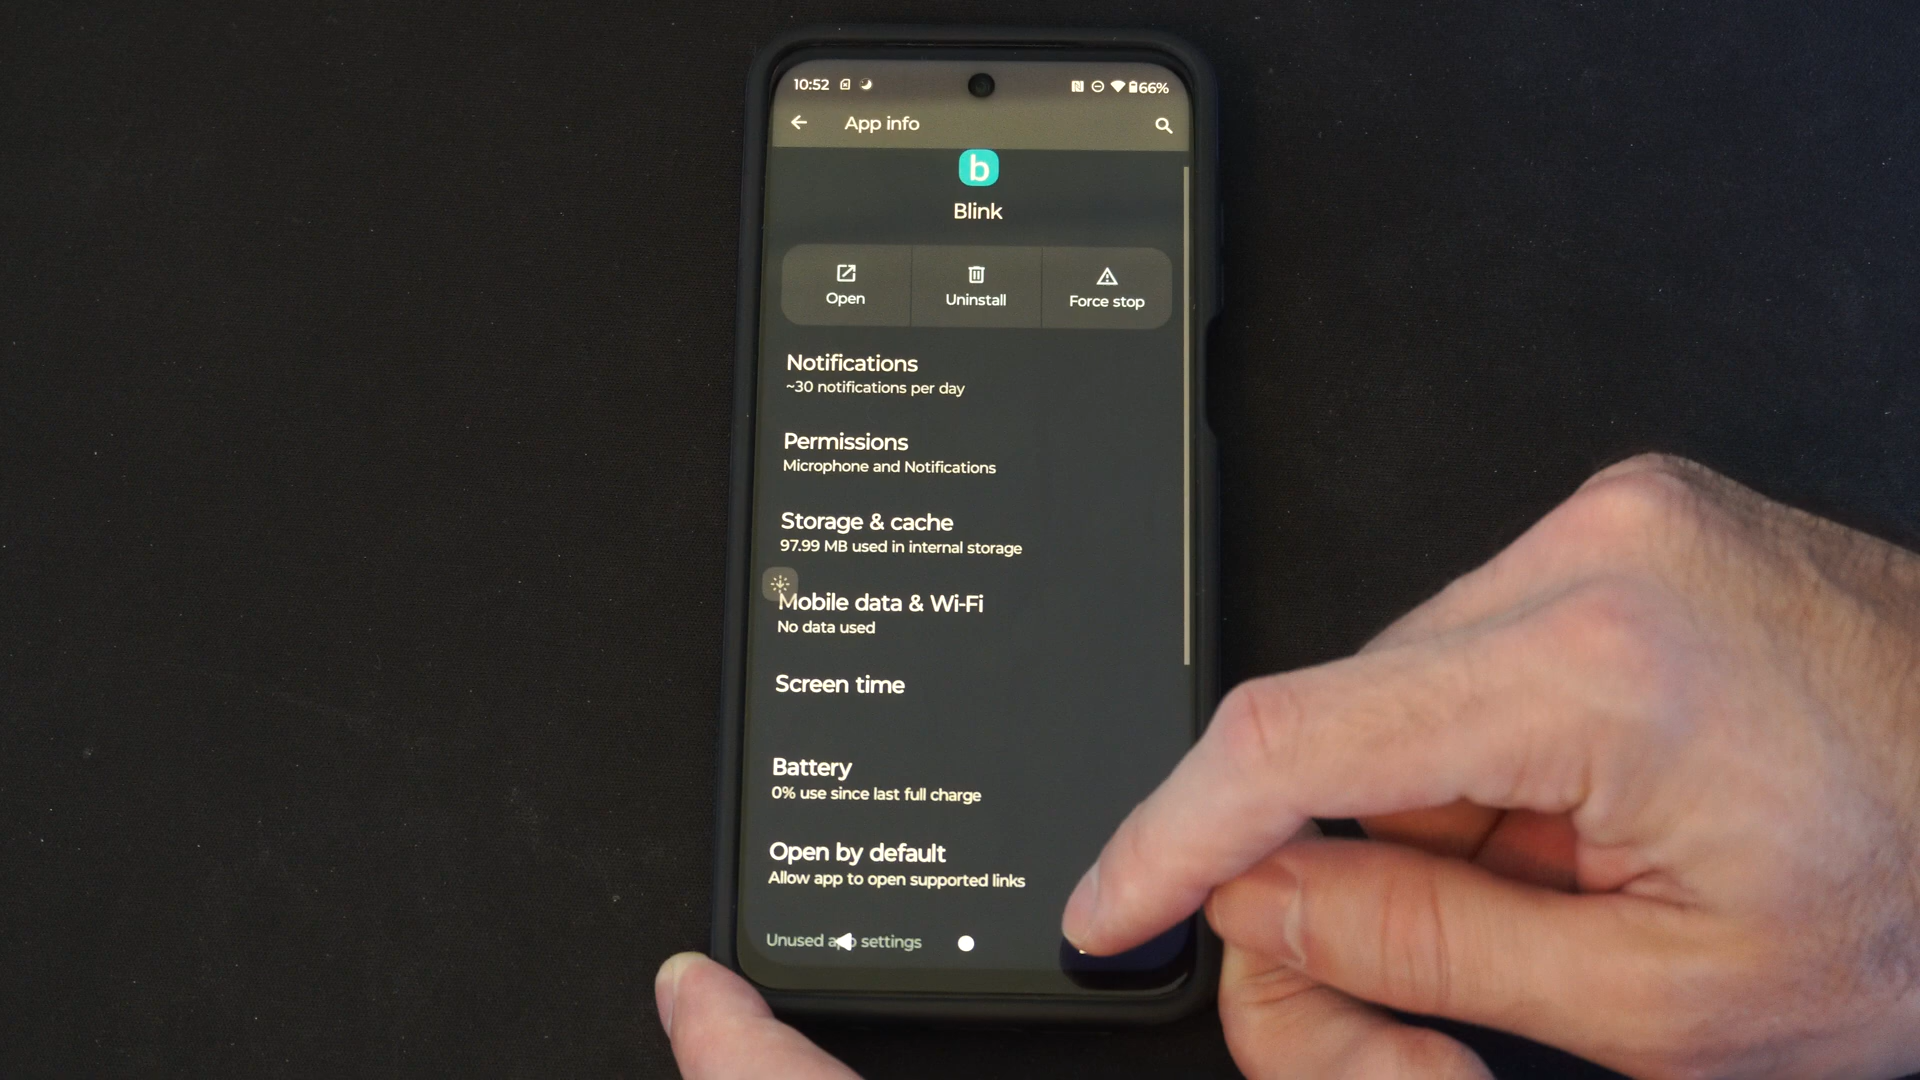 10:52
66%
App info
b
Blink
Open
Uninstall
Force stop
Notifications
~30 notifications per day
Permissions
Microphone and Notifications
Storage & cache
97.99 MB used in internal storage
Mobile data & Wi-Fi
No data used
Screen time
Battery
0% use since last full charge
Open by default
Allow app to open supported links
Unused app settings